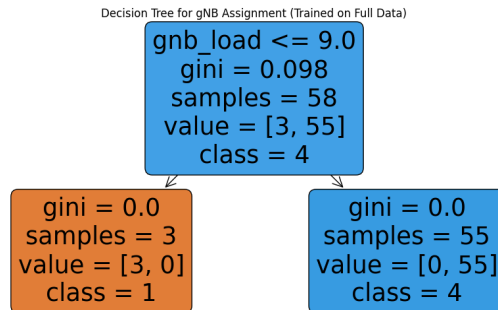 Decision Tree for gNB Assignment (Trained on Full Data)
gnb_load <= 9.0
gini = 0.098
samples = 58
value = [3, 55]
class = 4
gini = 0.0
samples = 3
value = [3, 0]
class = 1
gini = 0.0
samples = 55
value = [0, 55]
class = 4